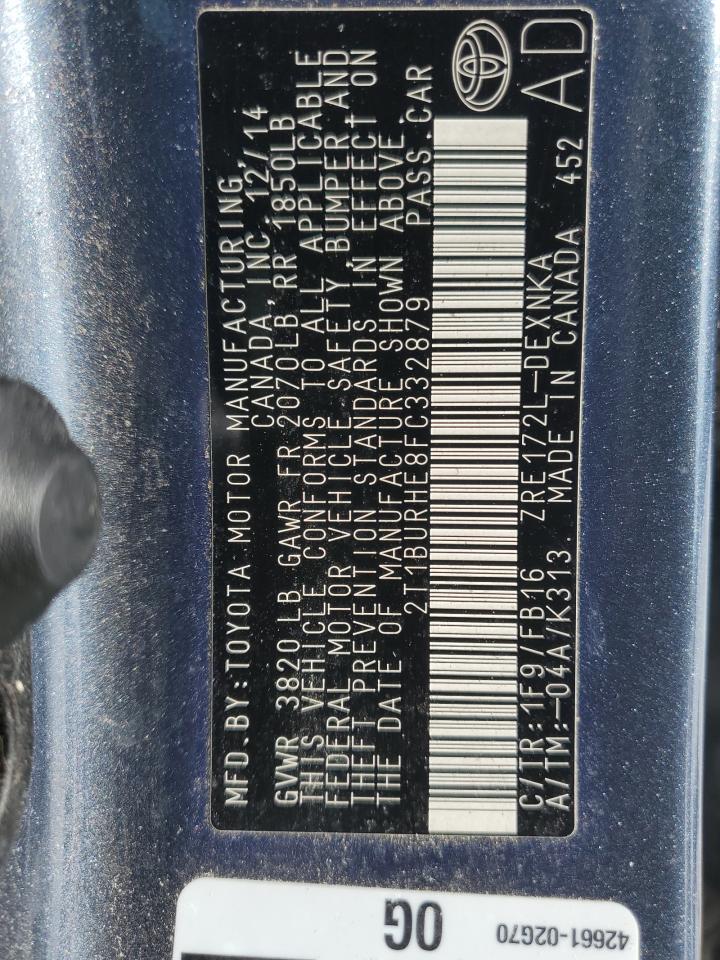 MFD.BY:TOYOTA MOTOR MANUFACTURING,
CANADA,INC. 12/14
GVWR 3820 LB GAWR FR 2070 LB,RR 1850LB
THIS VEHICLE CONFORMS TO ALL APPLICABLE
FEDERAL MOTOR VEHICLE SAFETY, BUMPER AND
THEFT PREVENTION STANDARDS IN EFFECT ON
THE DATE OF MANUFACTURE SHOWN ABOVE.
2T1BURHE8FC332879 PASS.CAR
C/TR:1F9/FB16 ZRE172L-DEXNKA
A/TM:-04A/K313. MADE IN CANADA 452
AD
0G
42661-02G70